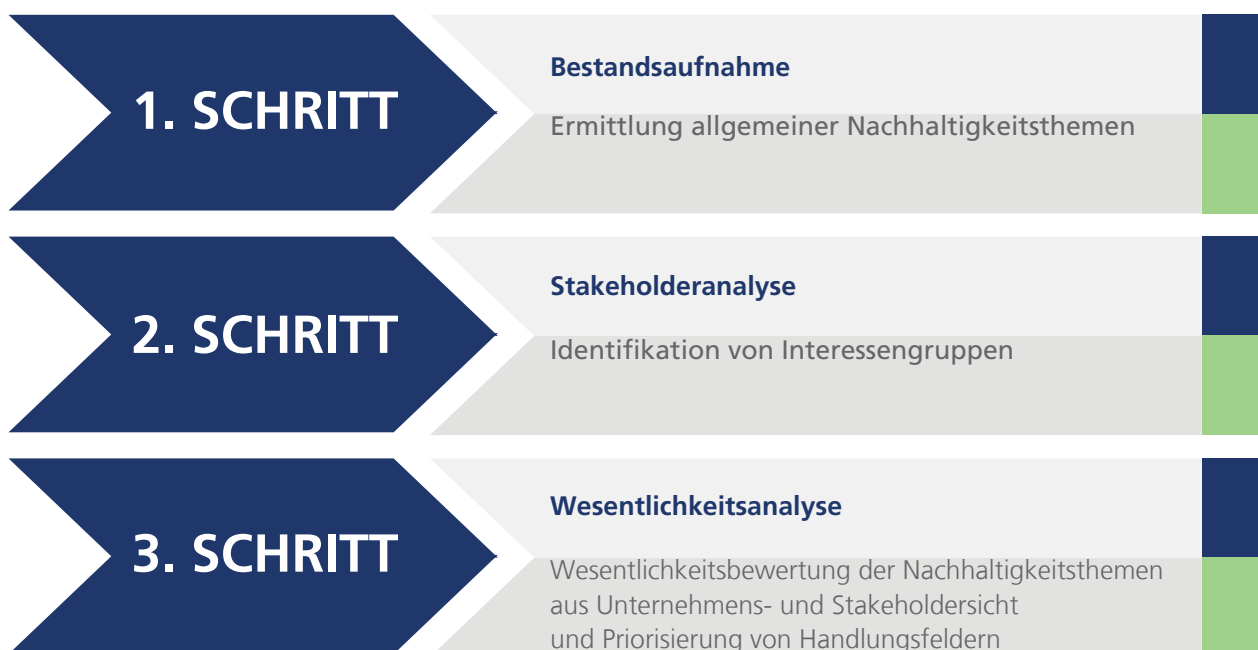 1. SCHRITT
Bestandsaufnahme
Ermittlung allgemeiner Nachhaltigkeitsthemen
2. SCHRITT
Stakeholderanalyse
Identifikation von Interessengruppen
3. SCHRITT
Wesentlichkeitsanalyse
Wesentlichkeitsbewertung der Nachhaltigkeitsthemen
aus Unternehmens- und Stakeholdersicht
und Priorisierung von Handlungsfeldern